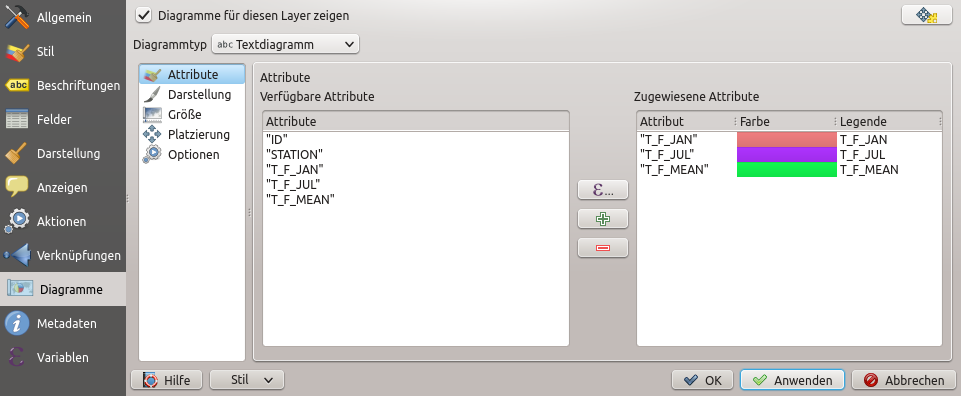 Allgemein
Stil
abc Beschriftungen
Felder
Darstellung
Anzeigen
Aktionen
Verknüpfungen
Diagramme
Metadaten
Variablen
Diagramme für diesen Layer zeigen
Diagrammtyp abc Textdiagramm
Attribute
Darstellung
Größe
Platzierung
Optionen
Attribute
Verfügbare Attribute
Attribute
"ID"
"STATION"
"T_F_JAN"
"T_F_JUL"
"T_F_MEAN"
ε...
Zugewiesene Attribute
Attribut Farbe Legende
"T_F_JAN" T_F_JAN
"T_F_JUL" T_F_JUL
"T_F_MEAN" T_F_MEAN
Hilfe Stil OK Anwenden Abbrechen